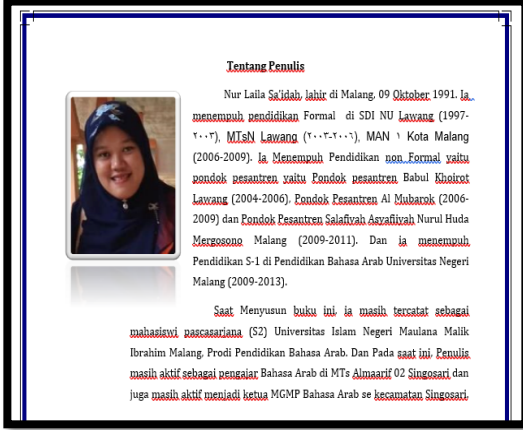 Tentang Penulis
Nur Laila Sa'idah, lahir di Malang, 09 Oktober 1991. Ia
menempuh pendidikan Formal di SDI NU Lawang (1997-
٢٠٠٣), MTsN Lawang (٢٠٠٣-٢٠٠٦), MAN ١ Kota Malang
(2006-2009). Ia Menempuh Pendidikan non Formal yaitu
pondok pesantren yaitu Pondok pesantren Babul Khoirot
Lawang (2004-2006), Pondok Pesantren Al Mubarok (2006-
2009) dan Pondok Pesantren Salafiyah Asyafiiyah Nurul Huda
Mergosono Malang (2009-2011). Dan ia menempuh
Pendidikan S-1 di Pendidikan Bahasa Arab Universitas Negeri
Malang (2009-2013).
Saat Menyusun buku ini, ia masih tercatat sebagai
mahasiswi pascasarjana (S2) Universitas Islam Negeri Maulana Malik
Ibrahim Malang, Prodi Pendidikan Bahasa Arab. Dan Pada saat ini, Penulis
masih aktif sebagai pengajar Bahasa Arab di MTs Almaarif 02 Singosari dan
juga masih aktif menjadi ketua MGMP Bahasa Arab se kecamatan Singosari.